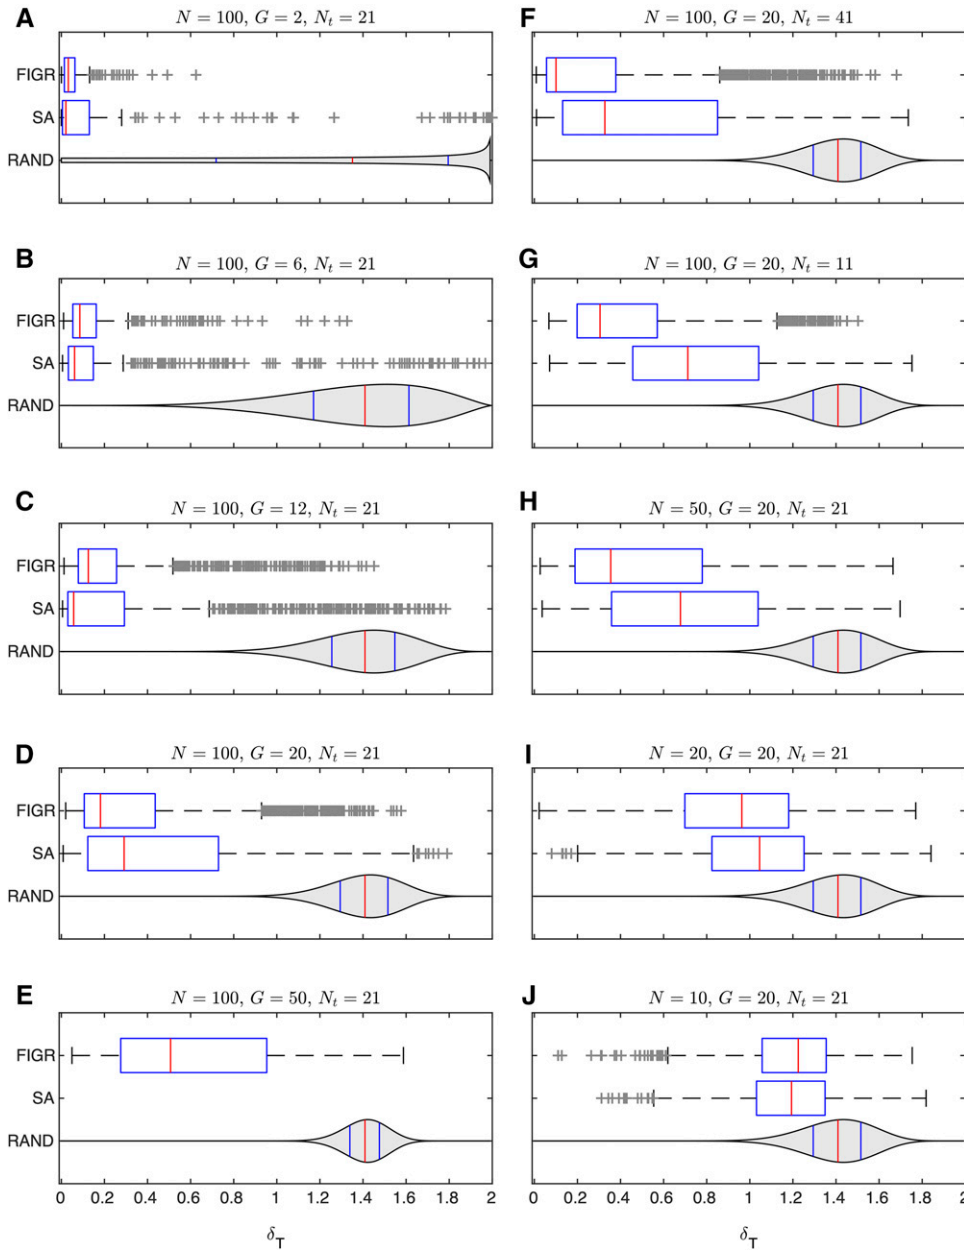 A
N = 100, G = 2, N_t = 21
FIGR
SA
RAND
B
N = 100, G = 6, N_t = 21
FIGR
SA
RAND
C
N = 100, G = 12, N_t = 21
FIGR
SA
RAND
D
N = 100, G = 20, N_t = 21
FIGR
SA
RAND
E
N = 100, G = 50, N_t = 21
FIGR
SA
RAND
0 0.2 0.4 0.6 0.8 1 1.2 1.4 1.6 1.8 2
δ_T
F
N = 100, G = 20, N_t = 41
G
N = 100, G = 20, N_t = 11
H
N = 50, G = 20, N_t = 21
I
N = 20, G = 20, N_t = 21
J
N = 10, G = 20, N_t = 21
0 0.2 0.4 0.6 0.8 1 1.2 1.4 1.6 1.8 2
δ_T